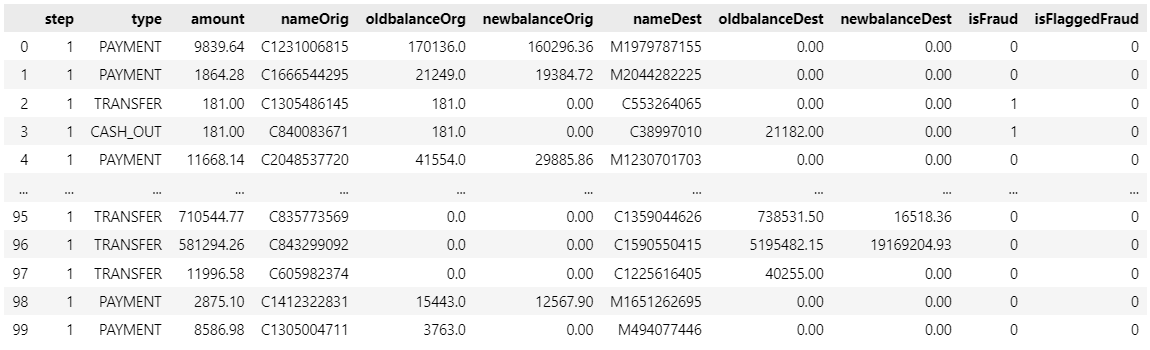 step type amount nameOrig oldbalanceOrg newbalanceOrig nameDest oldbalanceDest newbalanceDest isFraud isFlaggedFraud
0 1 PAYMENT 9839.64 C1231006815 170136.0 160296.36 M1979787155 0.00 0.00 0 0
1 1 PAYMENT 1864.28 C1666544295 21249.0 19384.72 M2044282225 0.00 0.00 0 0
2 1 TRANSFER 181.00 C1305486145 181.0 0.00 C553264065 0.00 0.00 1 0
3 1 CASH_OUT 181.00 C840083671 181.0 0.00 C38997010 21182.00 0.00 1 0
4 1 PAYMENT 11668.14 C2048537720 41554.0 29885.86 M1230701703 0.00 0.00 0 0
... ... ... ... ... ... ... ... ... ... ... ...
95 1 TRANSFER 710544.77 C835773569 0.0 0.00 C1359044626 738531.50 16518.36 0 0
96 1 TRANSFER 581294.26 C843299092 0.0 0.00 C1590550415 5195482.15 19169204.93 0 0
97 1 TRANSFER 11996.58 C605982374 0.0 0.00 C1225616405 40255.00 0.00 0 0
98 1 PAYMENT 2875.10 C1412322831 15443.0 12567.90 M1651262695 0.00 0.00 0 0
99 1 PAYMENT 8586.98 C1305004711 3763.0 0.00 M494077446 0.00 0.00 0 0